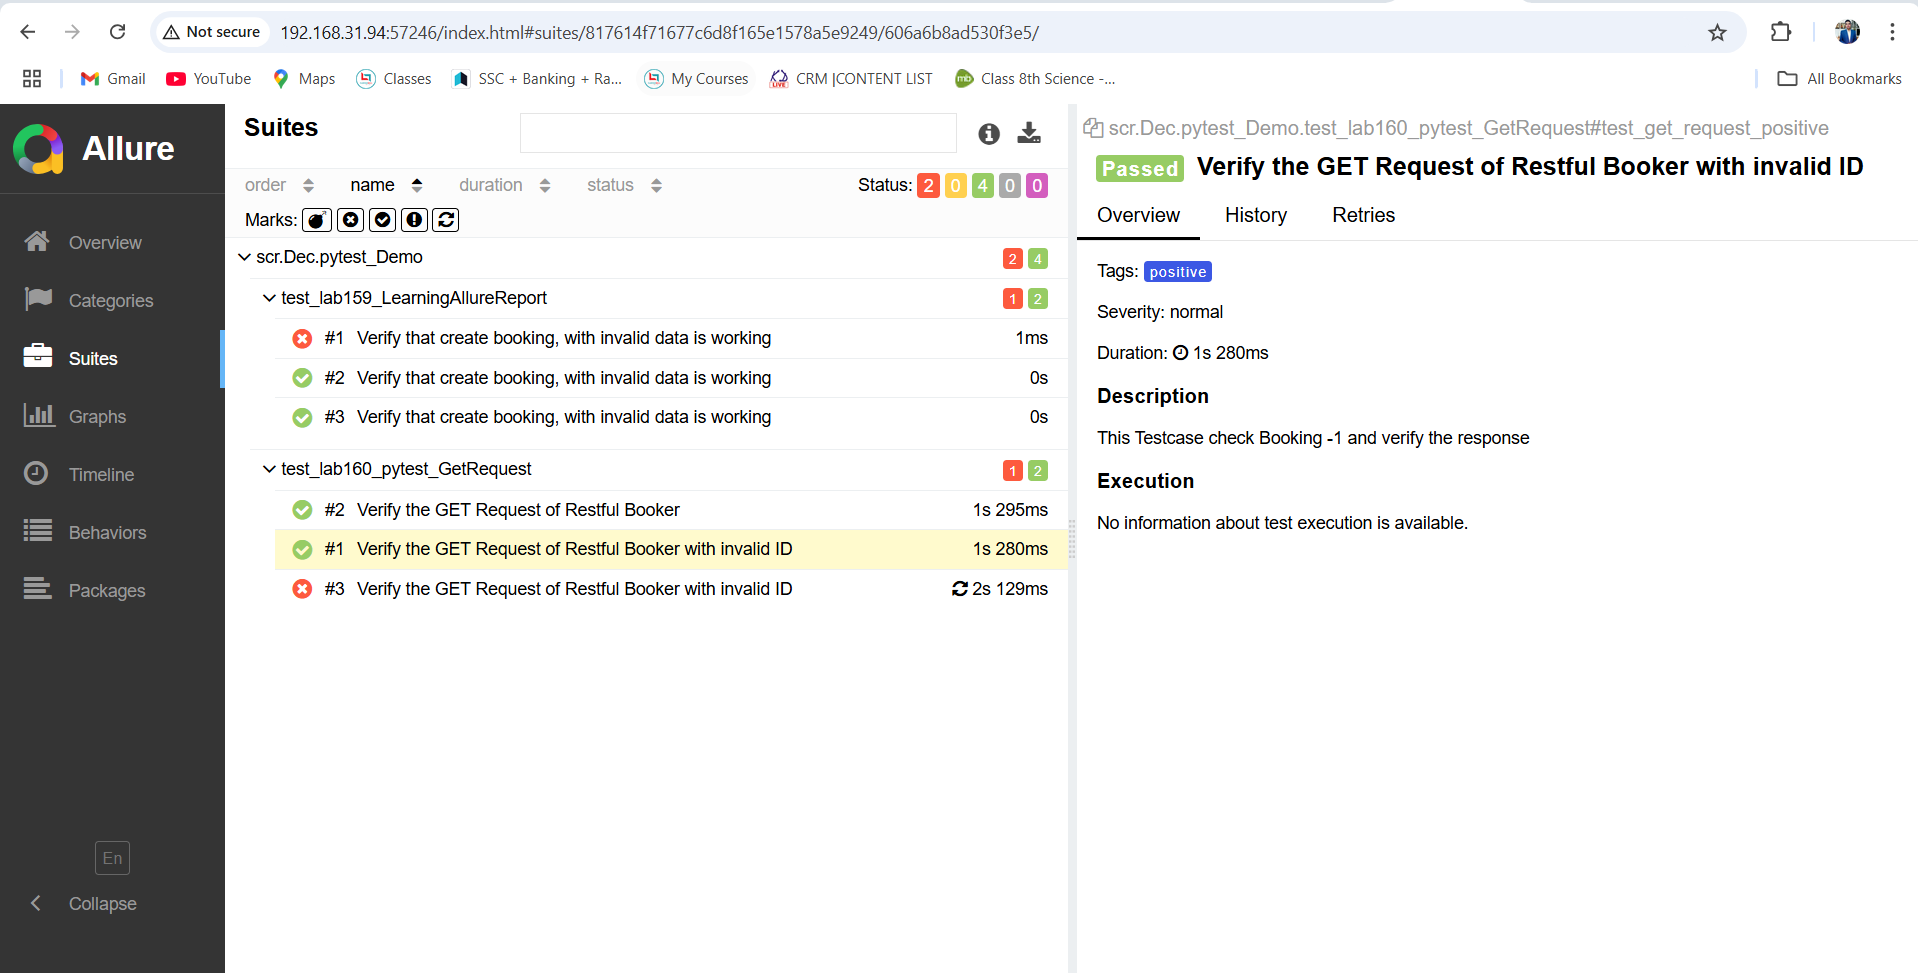 Not secure 192.168.31.94:57246/index.html#suites/817614f71677c6d8f165e1578a5e9249/606a6b8ad530f3e5/
Gmail YouTube Maps Classes SSC + Banking + Ra... My Courses CRM |CONTENT LIST Class 8th Science -... All Bookmarks
Allure
Overview
Categories
Suites
Graphs
Timeline
Behaviors
Packages
En
Collapse
Suites
order name duration status Status: 2 0 4 0 0
Marks:
scr.Dec.pytest_Demo 2 4
test_lab159_LearningAllureReport 1 2
#1 Verify that create booking, with invalid data is working 1ms
#2 Verify that create booking, with invalid data is working 0s
#3 Verify that create booking, with invalid data is working 0s
test_lab160_pytest_GetRequest 1 2
#2 Verify the GET Request of Restful Booker 1s 295ms
#1 Verify the GET Request of Restful Booker with invalid ID 1s 280ms
#3 Verify the GET Request of Restful Booker with invalid ID 2s 129ms
scr.Dec.pytest_Demo.test_lab160_pytest_GetRequest#test_get_request_positive
Passed Verify the GET Request of Restful Booker with invalid ID
Overview History Retries
Tags: positive
Severity: normal
Duration: 1s 280ms
Description
This Testcase check Booking -1 and verify the response
Execution
No information about test execution is available.